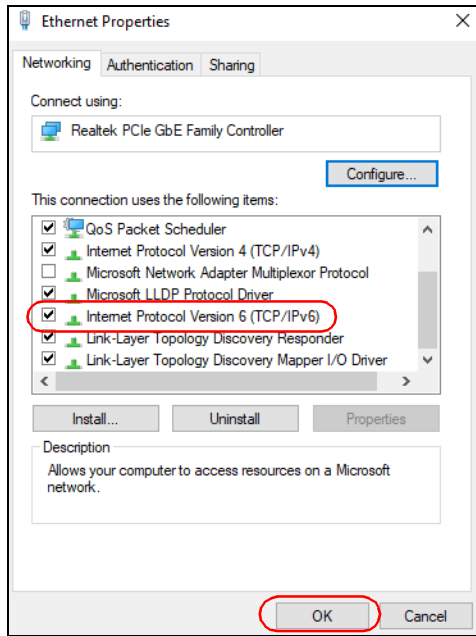 Ethernet Properties
Networking Authentication Sharing
Connect using:
Realtek PCIe GbE Family Controller
Configure...
This connection uses the following items:
QoS Packet Scheduler
Internet Protocol Version 4 (TCP/IPv4)
Microsoft Network Adapter Multiplexor Protocol
Microsoft LLDP Protocol Driver
Internet Protocol Version 6 (TCP/IPv6)
Link-Layer Topology Discovery Responder
Link-Layer Topology Discovery Mapper I/O Driver
Install... Uninstall Properties
Description
Allows your computer to access resources on a Microsoft
network.
OK Cancel